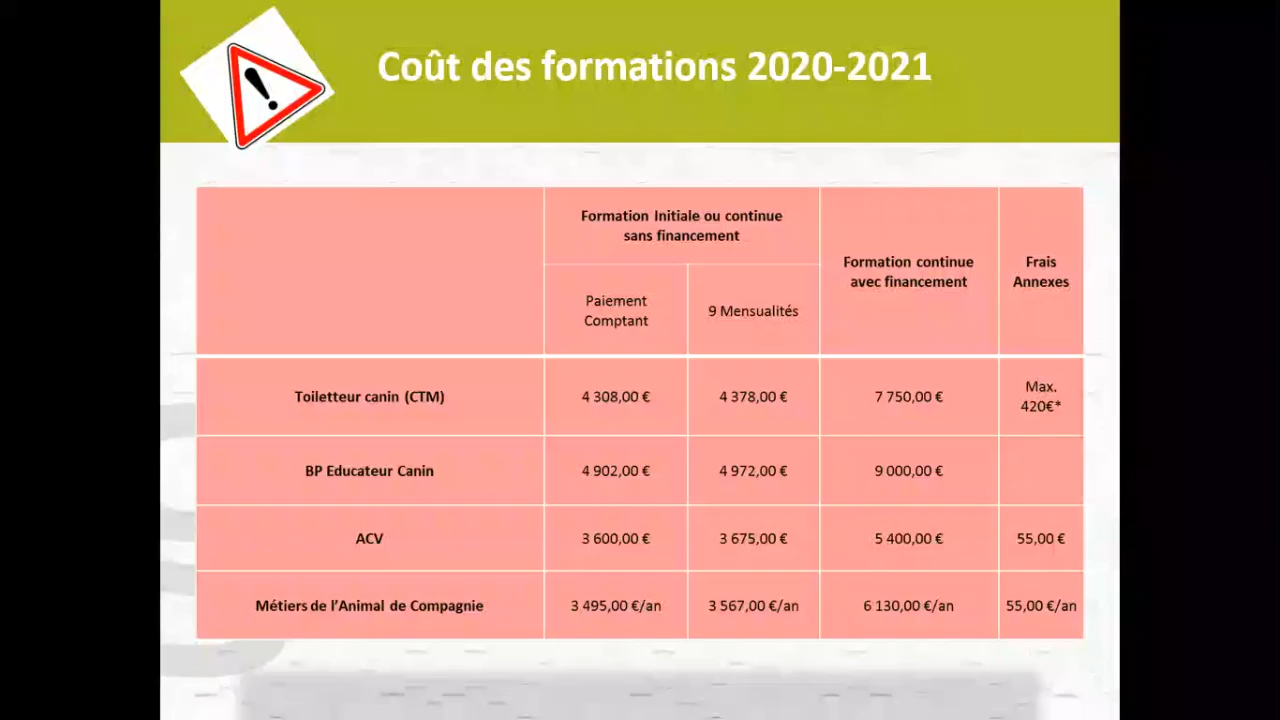 Coût des formations 2020-2021
Formation Initiale ou continue
sans financement
Formation continue
avec financement
Frais
Annexes
Paiement
Comptant
9 Mensualités
Toiletteur canin (CTM) 4 308,00 € 4 378,00 € 7 750,00 € Max.
420€*
BP Educateur Canin 4 902,00 € 4 972,00 € 9 000,00 €
ACV 3 600,00 € 3 675,00 € 5 400,00 € 55,00 €
Métiers de l'Animal de Compagnie 3 495,00 €/an 3 567,00 €/an 6 130,00 €/an 55,00 €/an